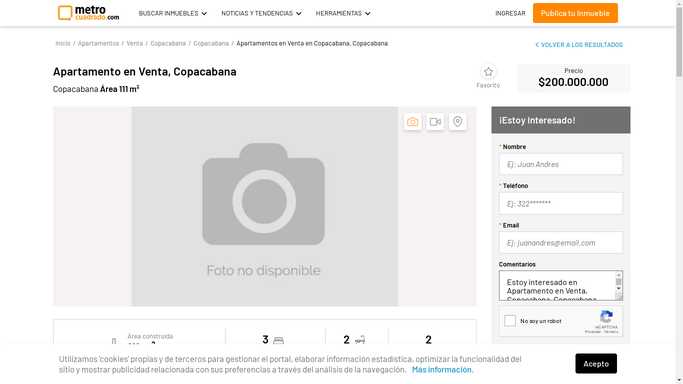 metro
cuadrado.com
BUSCAR INMUEBLES
NOTICIAS Y TENDENCIAS
HERRAMIENTAS
INGRESAR
Publica tu Inmueble
Inicio / Apartamentos / Venta / Copacabana / Copacabana / Apartamentos en Venta en Copacabana, Copacabana
VOLVER A LOS RESULTADOS
Apartamento en Venta, Copacabana
Copacabana Área 111 m²
Favorito
Precio
$200.000.000
Foto no disponible
¡Estoy Interesado!
* Nombre
Ej: Juan Andres
* Teléfono
Ej: 322*******
* Email
Ej: juanandres@email.com
Comentarios
Estoy interesado en
Apartamento en Venta,
Copacabana, Copacabana
No soy un robot
reCAPTCHA
Privacidad - Términos
Área construida
3
2
2
Utilizamos 'cookies' propias y de terceros para gestionar el portal, elaborar información estadística, optimizar la funcionalidad del
sitio y mostrar publicidad relacionada con sus preferencias a través del análisis de la navegación. Más información.
Acepto